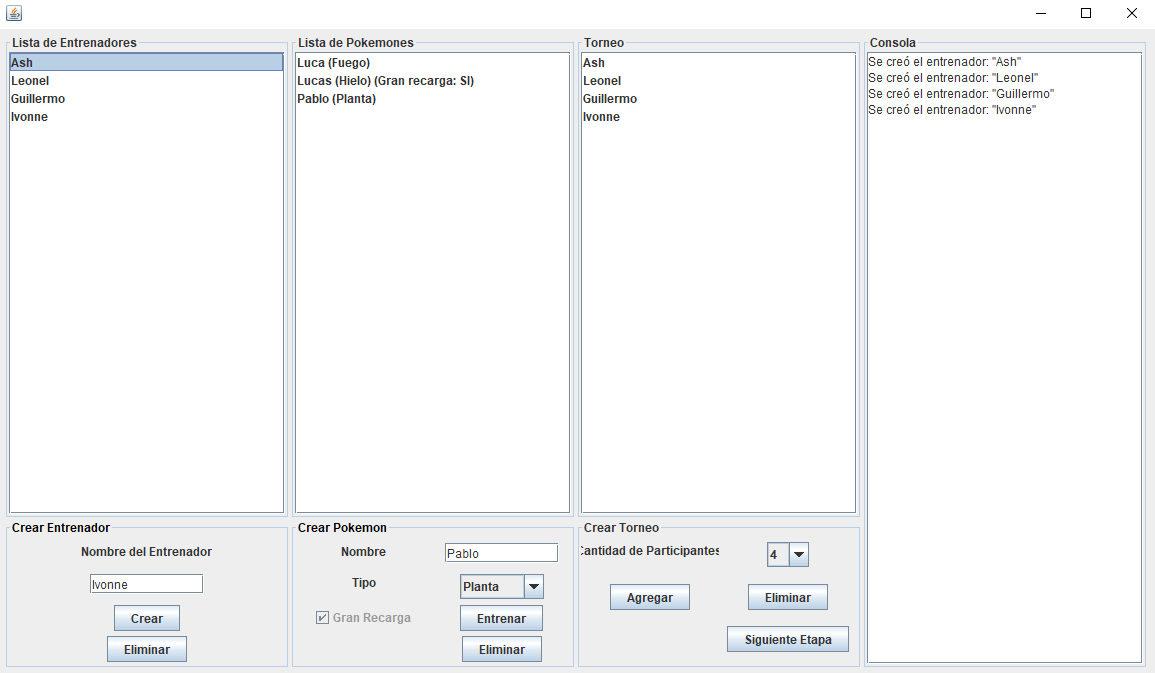 Lista de Entrenadores
Ash
Leonel
Guillermo
Ivonne
Lista de Pokemones
Luca (Fuego)
Lucas (Hielo) (Gran recarga: SI)
Pablo (Planta)
Torneo
Ash
Leonel
Guillermo
Ivonne
Consola
Se creó el entrenador: "Ash"
Se creó el entrenador: "Leonel"
Se creó el entrenador: "Guillermo"
Se creó el entrenador: "Ivonne"
Crear Entrenador
Nombre del Entrenador
Ivonne
Crear
Eliminar
Crear Pokemon
Nombre
Pablo
Tipo
Planta
Gran Recarga
Entrenar
Eliminar
Crear Torneo
Cantidad de Participantes
4
Agregar
Eliminar
Siguiente Etapa